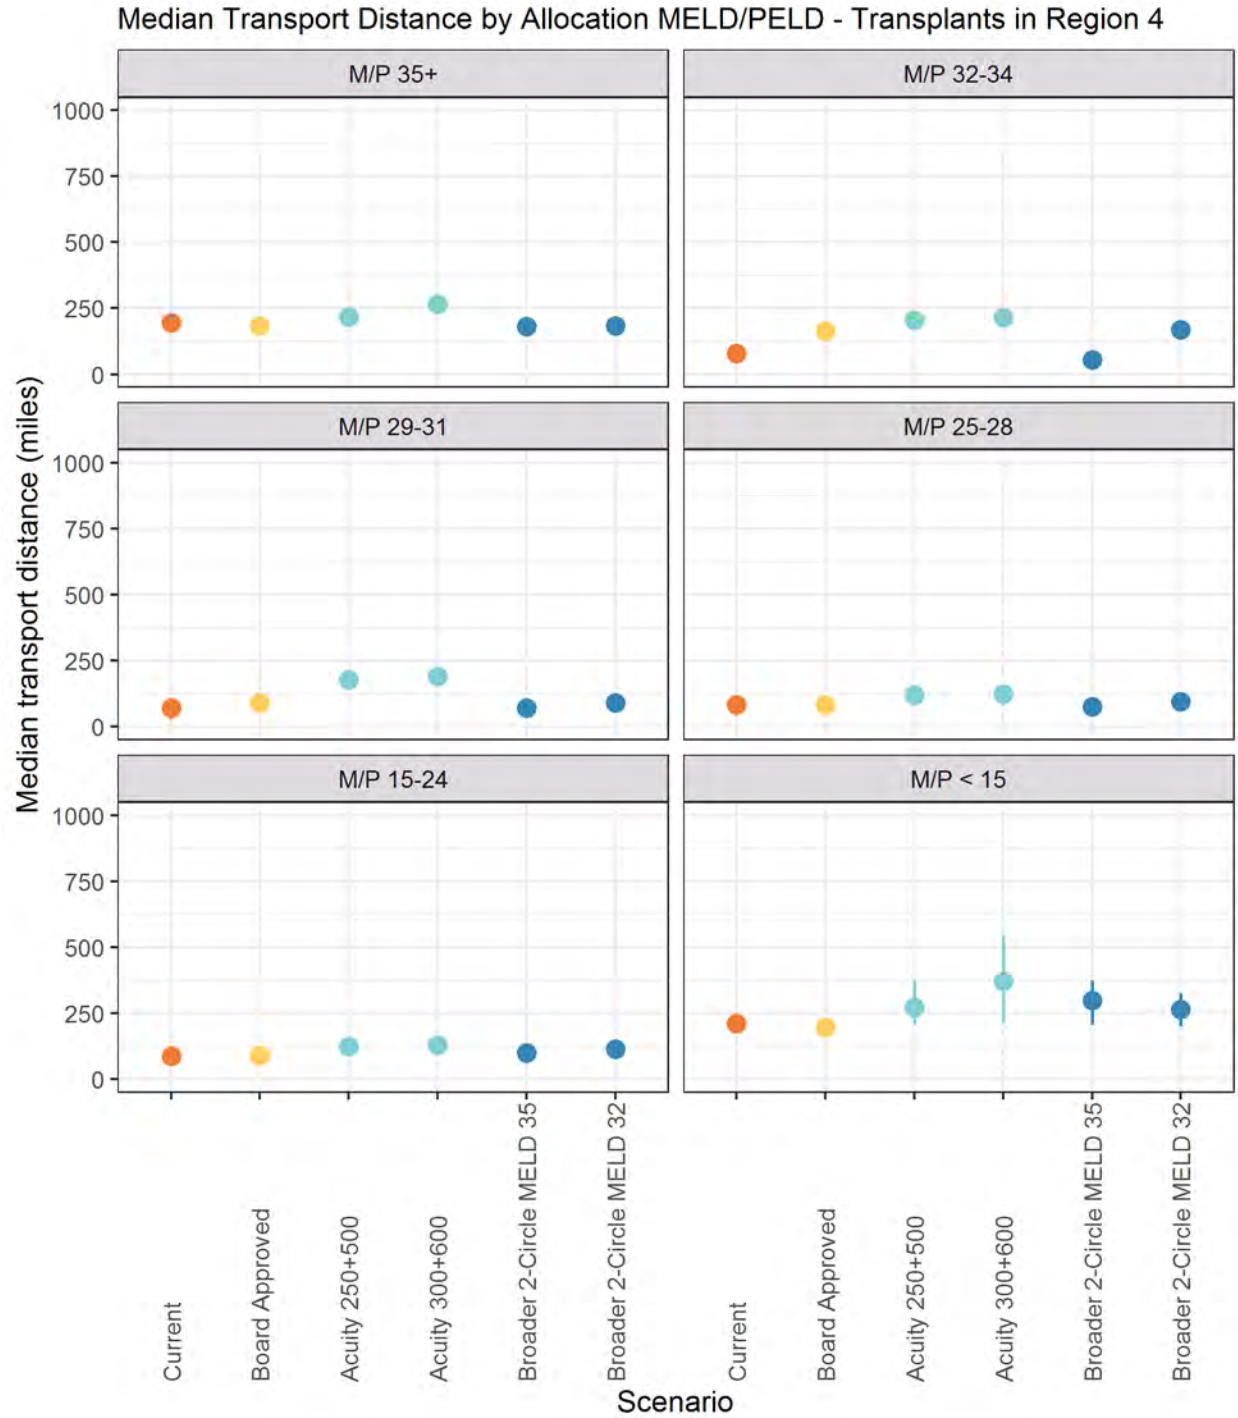 Median Transport Distance by Allocation MELD/PELD - Transplants in Region 4
M/P 35+
M/P 32-34
1000
750
500
250
0
M/P 29-31
M/P 25-28
1000
750
500
250
0
M/P 15-24
M/P < 15
1000
750
500
250
0
Median transport distance (miles)
Current
Board Approved
Acuity 250+500
Acuity 300+600
Broader 2-Circle MELD 35
Broader 2-Circle MELD 32
Current
Board Approved
Acuity 250+500
Acuity 300+600
Broader 2-Circle MELD 35
Broader 2-Circle MELD 32
Scenario